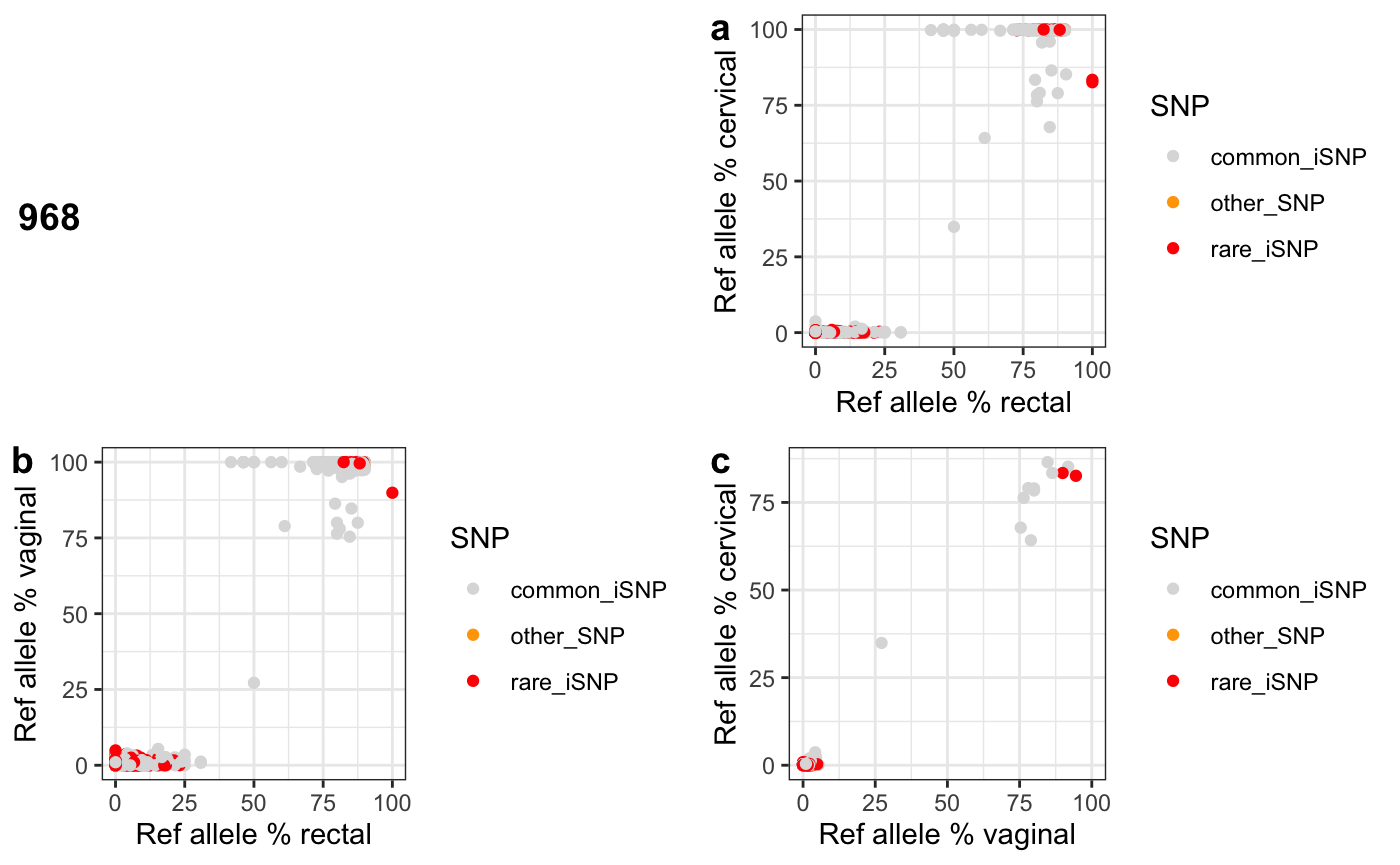 968
a
Ref allele % cervical
100
75
50
25
0
0 25 50 75 100
Ref allele % rectal
SNP
common_iSNP
other_SNP
rare_iSNP
b
Ref allele % vaginal
100
75
50
25
0
0 25 50 75 100
Ref allele % rectal
SNP
common_iSNP
other_SNP
rare_iSNP
c
Ref allele % cervical
75
50
25
0
0 25 50 75 100
Ref allele % vaginal
SNP
common_iSNP
other_SNP
rare_iSNP